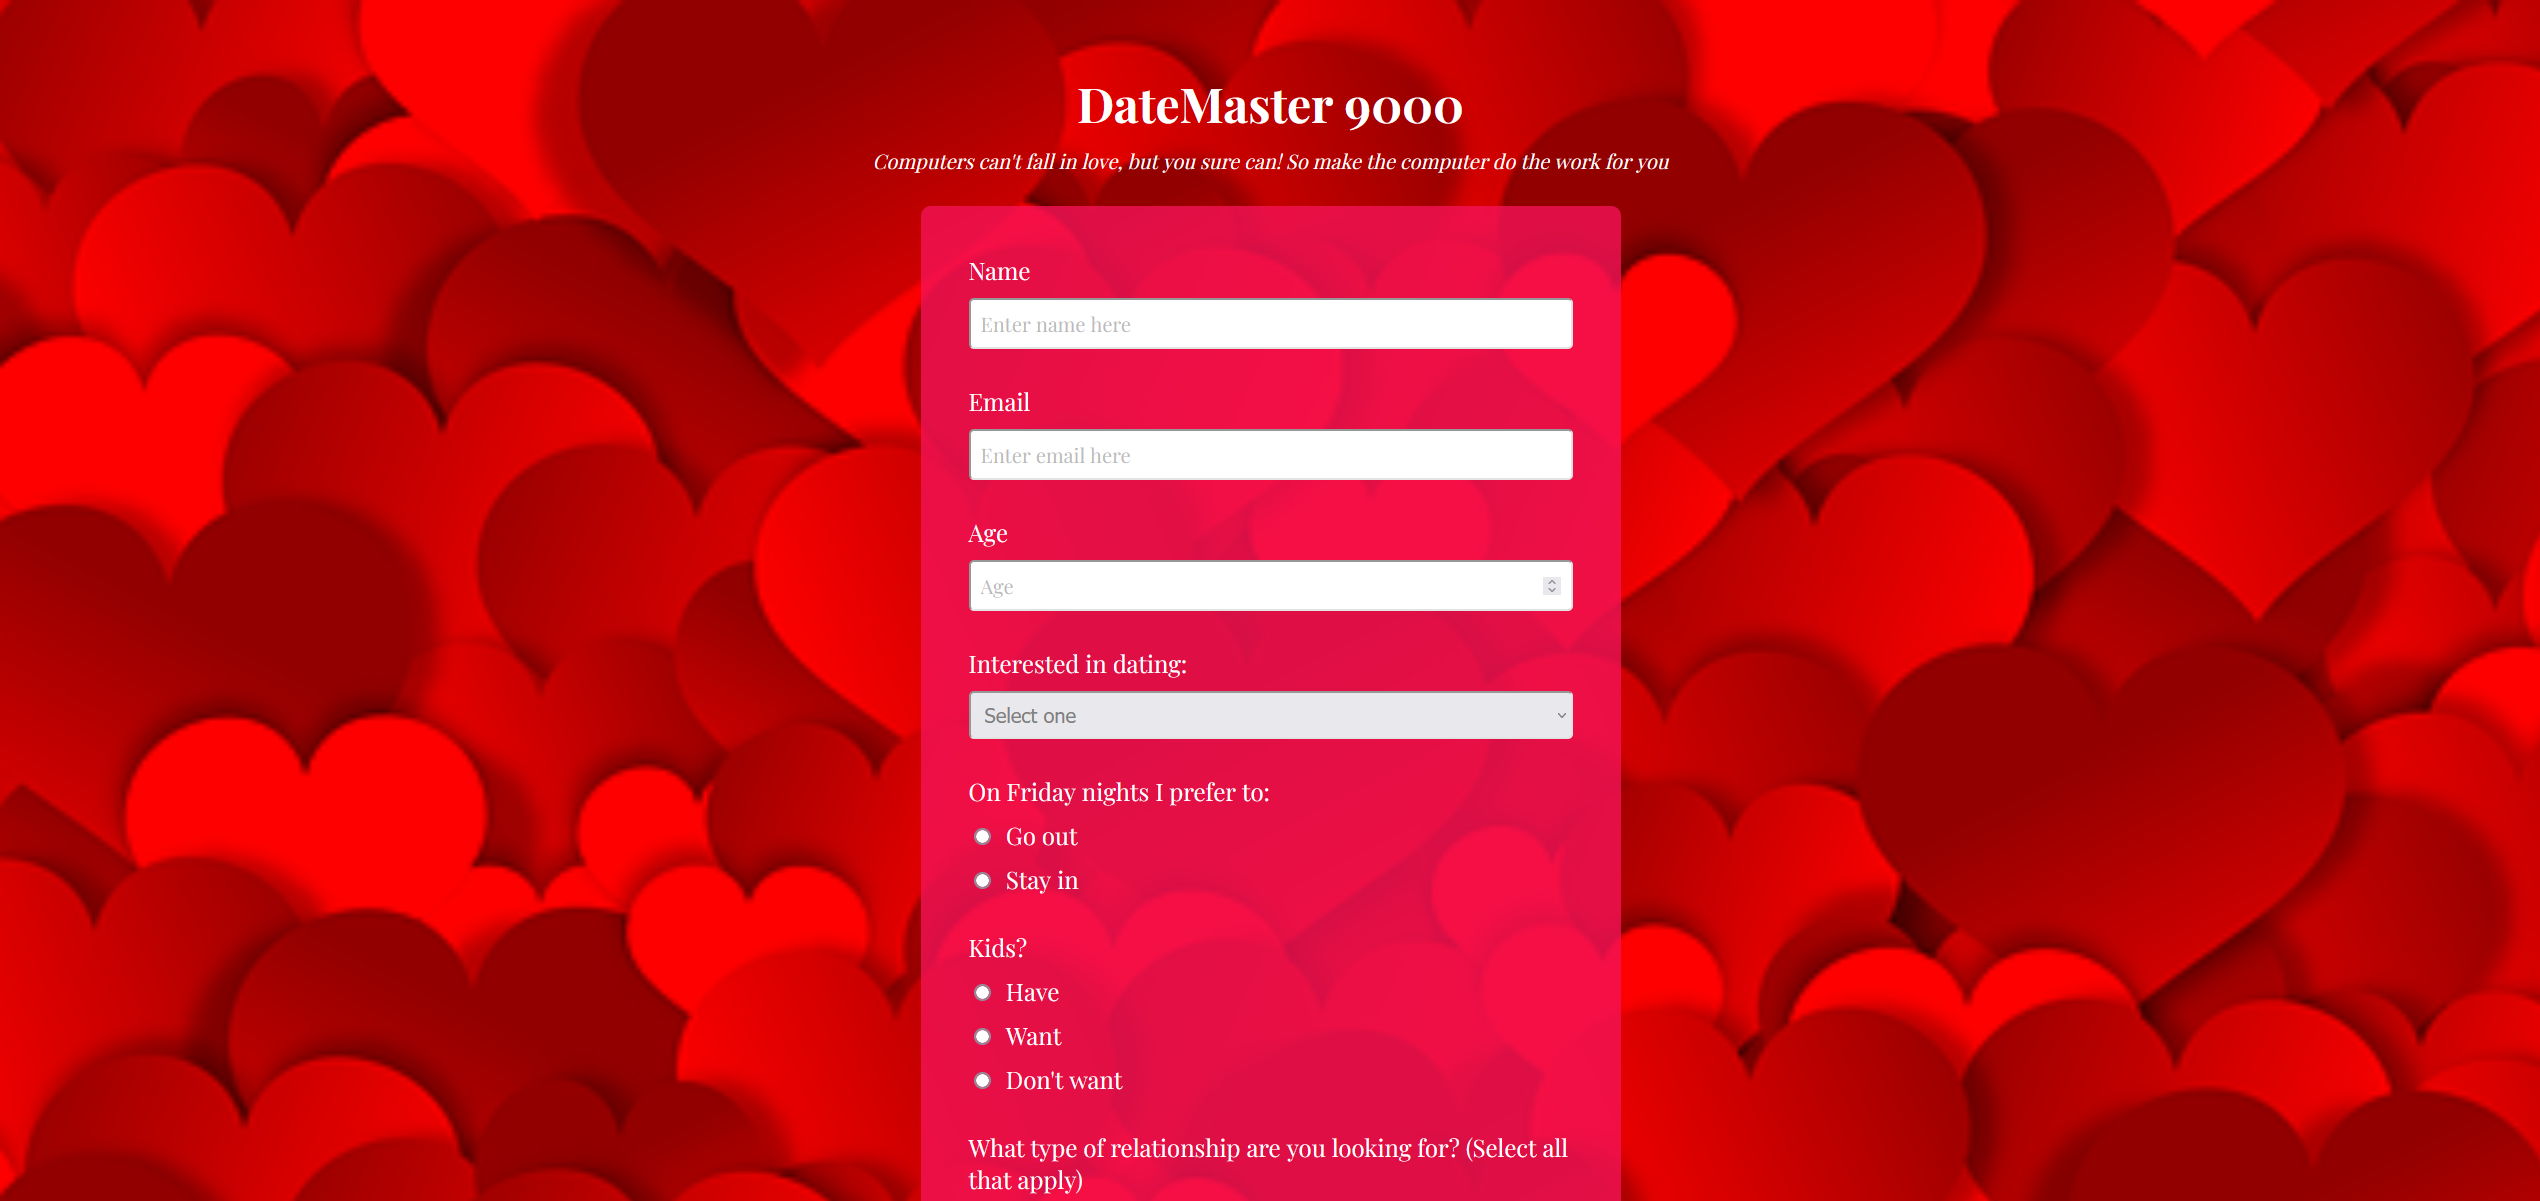 DateMaster 9000
Computers can't fall in love, but you sure can! So make the computer do the work for you
Name
Enter name here
Email
Enter email here
Age
Age
Interested in dating:
Select one
On Friday nights I prefer to:
Go out
Stay in
Kids?
Have
Want
Don't want
What type of relationship are you looking for? (Select all
that apply)